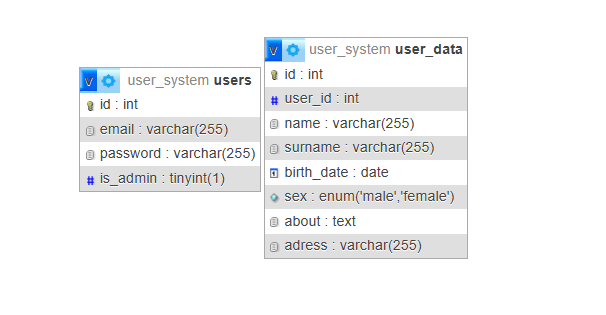 user_system users
id : int
email : varchar(255)
password : varchar(255)
# is_admin : tinyint(1)
user_system user_data
id : int
# user_id : int
name : varchar(255)
surname : varchar(255)
birth_date : date
sex : enum('male','female')
about : text
adress : varchar(255)